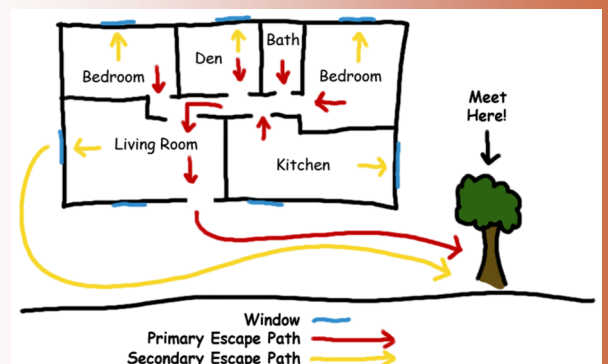 Bedroom
Den
Bath
Bedroom
Living Room
Kitchen
Meet
Here!
Window
Primary Escape Path
Secondary Escape Path